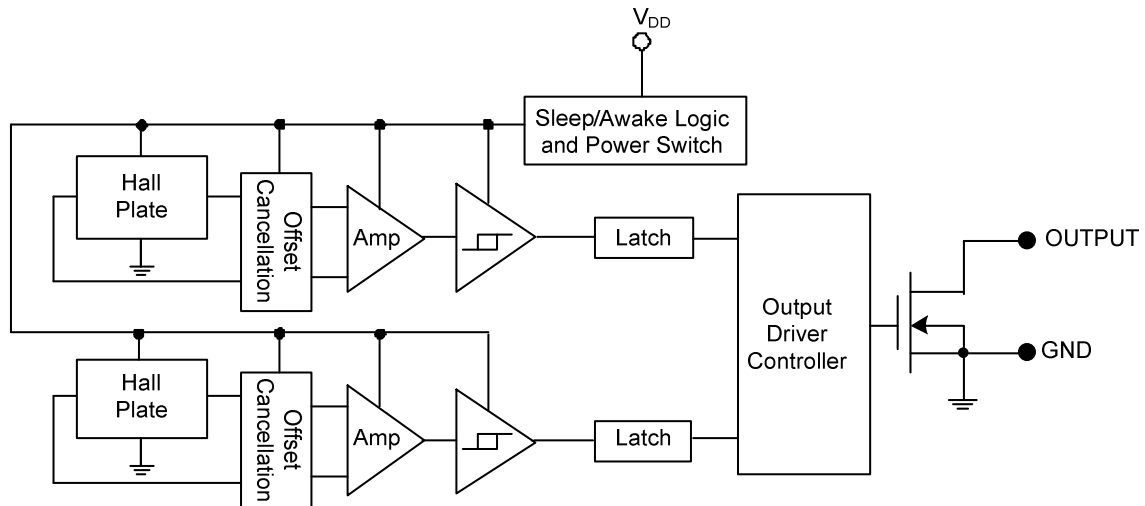 VDD
Sleep/Awake Logic
and Power Switch
Hall
Plate
Offset
Cancellation
Amp
Latch
OUTPUT
Output
Driver
Controller
GND
Hall
Plate
Offset
Cancellation
Amp
Latch